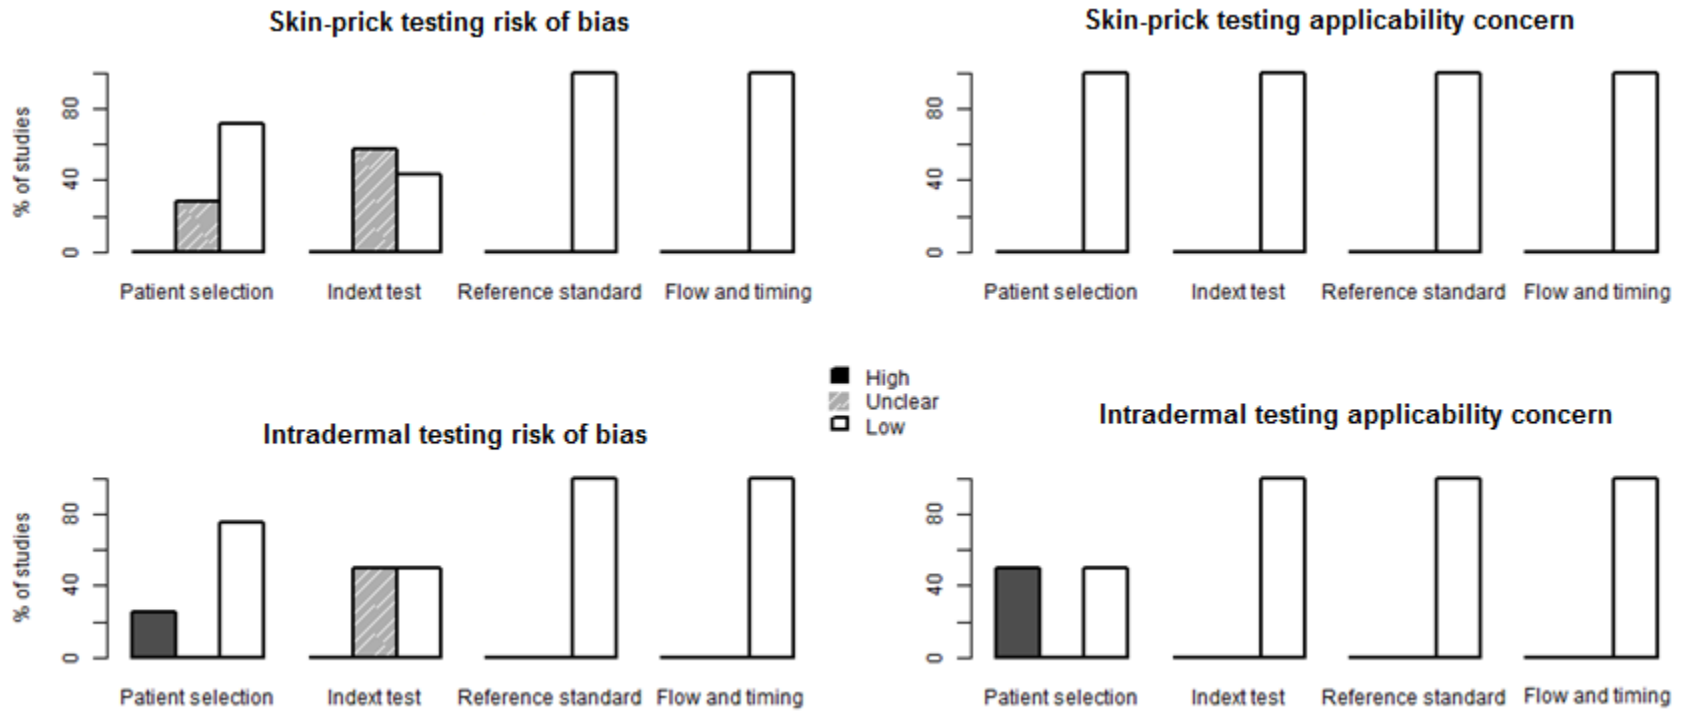 Skin-prick testing risk of bias
% of studies
0 40 80
Patient selection Indext test Reference standard Flow and timing
Skin-prick testing applicability concern
0 40 80
Patient selection Indext test Reference standard Flow and timing
High
Unclear
Low
Intradermal testing risk of bias
% of studies
0 40 80
Patient selection Indext test Reference standard Flow and timing
Intradermal testing applicability concern
0 40 80
Patient selection Indext test Reference standard Flow and timing